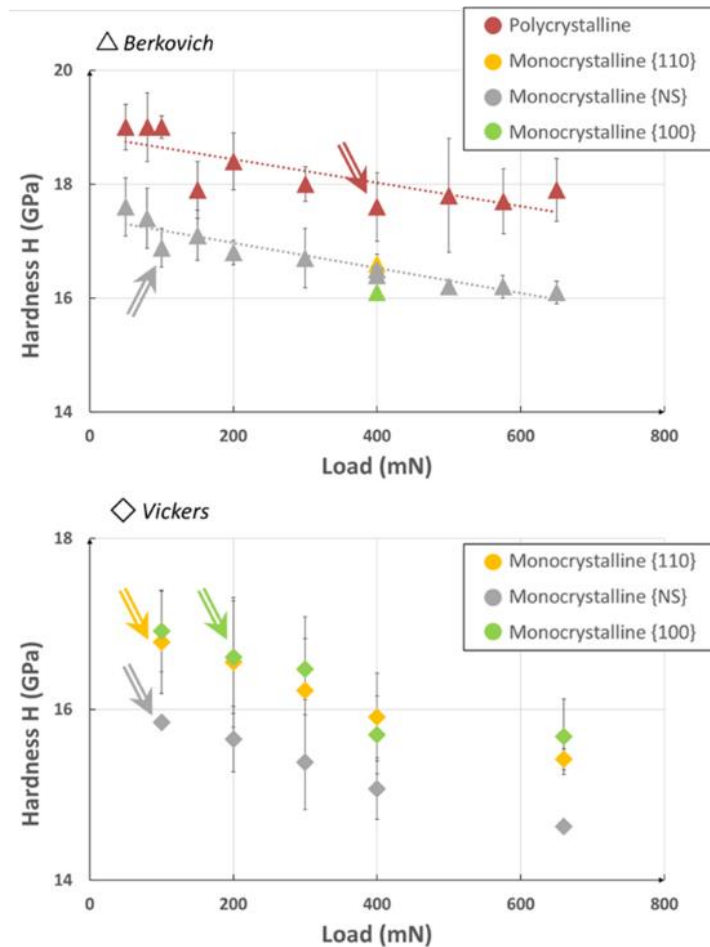 Berkovich
Polycrystalline
Monocrystalline {110}
Monocrystalline {NS}
Monocrystalline {100}
Hardness H (GPa)
20
18
16
14
0 200 400 600 800
Load (mN)
Vickers
Monocrystalline {110}
Monocrystalline {NS}
Monocrystalline {100}
Hardness H (GPa)
18
16
14
0 200 400 600 800
Load (mN)